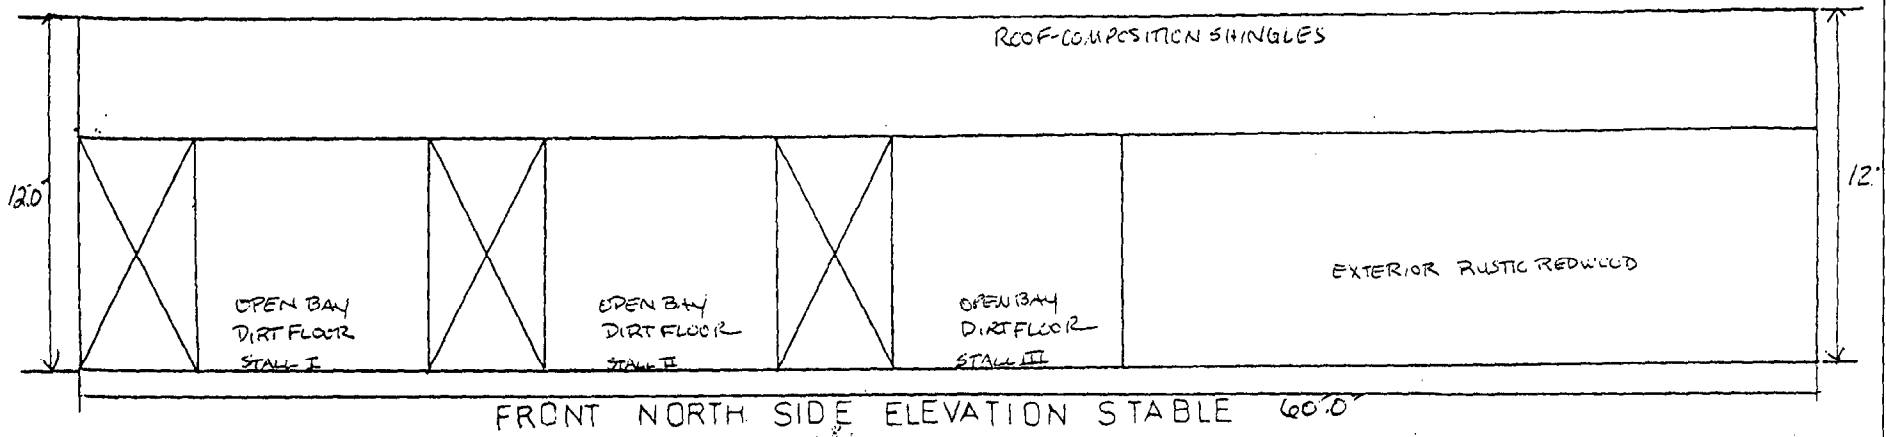 ROOF-COMPOSITION SHINGLES
12'0"
12'
EXTERIOR RUSTIC REDWOOD
OPEN BAY
DIRT FLOOR
STALL I
OPEN BAY
DIRT FLOOR
STALL II
OPEN BAY
DIRT FLOOR
STALL III
FRONT NORTH SIDE ELEVATION STABLE 60'0"